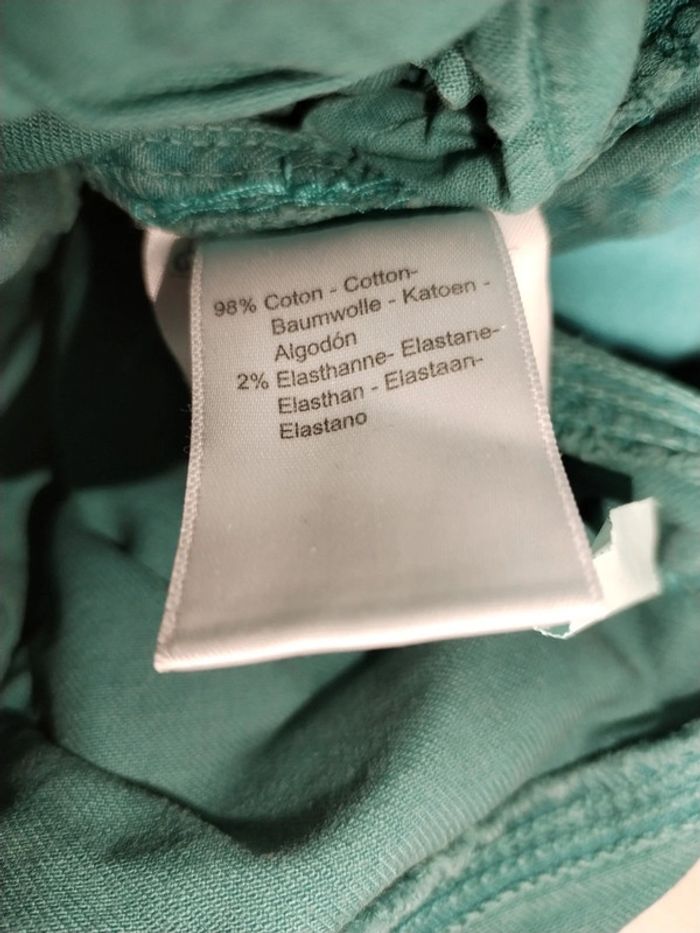 98% Coton - Cotton-
Baumwolle - Katoen -
Algodón
2% Elasthanne- Elastane-
Elasthan - Elastaan-
Elastano